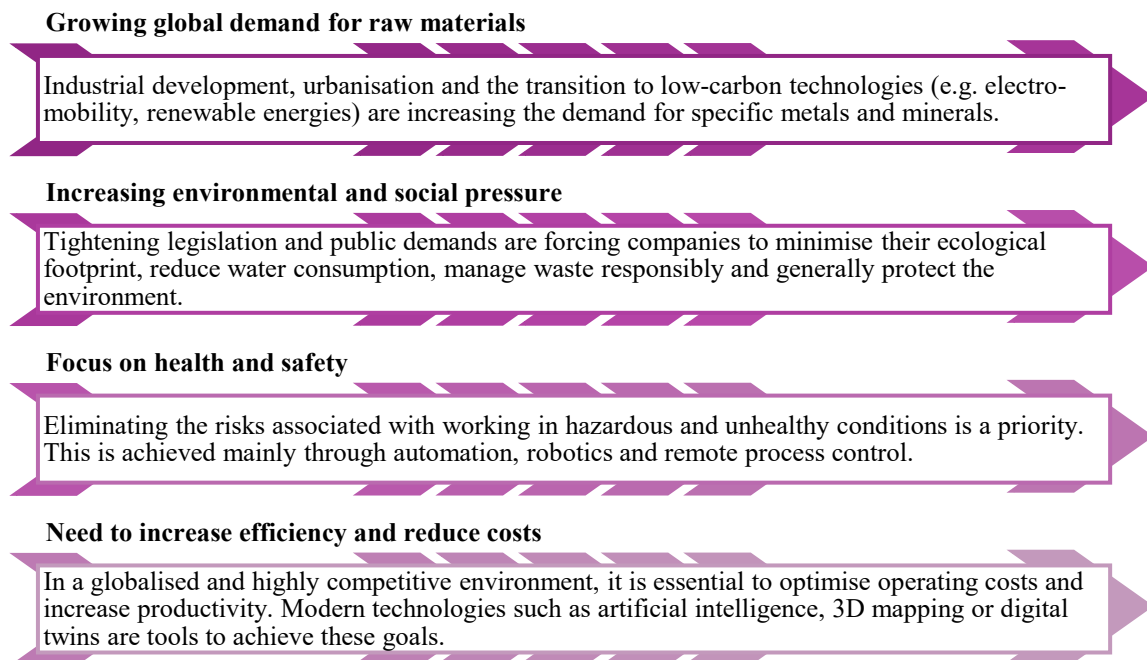 Growing global demand for raw materials
Industrial development, urbanisation and the transition to low-carbon technologies (e.g. electro-
mobility, renewable energies) are increasing the demand for specific metals and minerals.
Increasing environmental and social pressure
Tightening legislation and public demands are forcing companies to minimise their ecological
footprint, reduce water consumption, manage waste responsibly and generally protect the
environment.
Focus on health and safety
Eliminating the risks associated with working in hazardous and unhealthy conditions is a priority.
This is achieved mainly through automation, robotics and remote process control.
Need to increase efficiency and reduce costs
In a globalised and highly competitive environment, it is essential to optimise operating costs and
increase productivity. Modern technologies such as artificial intelligence, 3D mapping or digital
twins are tools to achieve these goals.